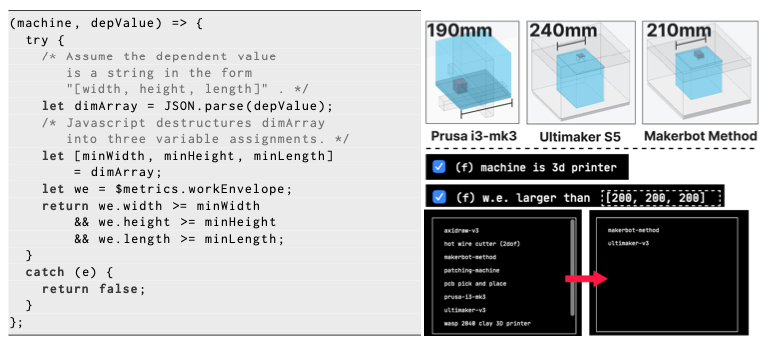 (machine, depValue) => {
try {
/* Assume the dependent value
is a string in the form
"[width, height, length]" . */
let dimArray = JSON.parse(depValue);
/* Javascript destructures dimArray
into three variable assignments. */
let [minWidth, minHeight, minLength]
= dimArray;
let we = $metrics.workEnvelope;
return we.width >= minWidth
&& we.height >= minHeight
&& we.length >= minLength;
}
catch (e) {
return false;
}
};
190mm
240mm
210mm
Prusa i3-mk3
Ultimaker S5
Makerbot Method
(f) machine is 3d printer
(f) w.e. larger than [200, 200, 200]
axidraw-v3
hot wire cutter (2dof)
makerbot-method
patching-machine
pcb pick and place
prusa-i3-mk3
ultimaker-v3
wasp 2040 clay 3D printer
makerbot-method
ultimaker-v3